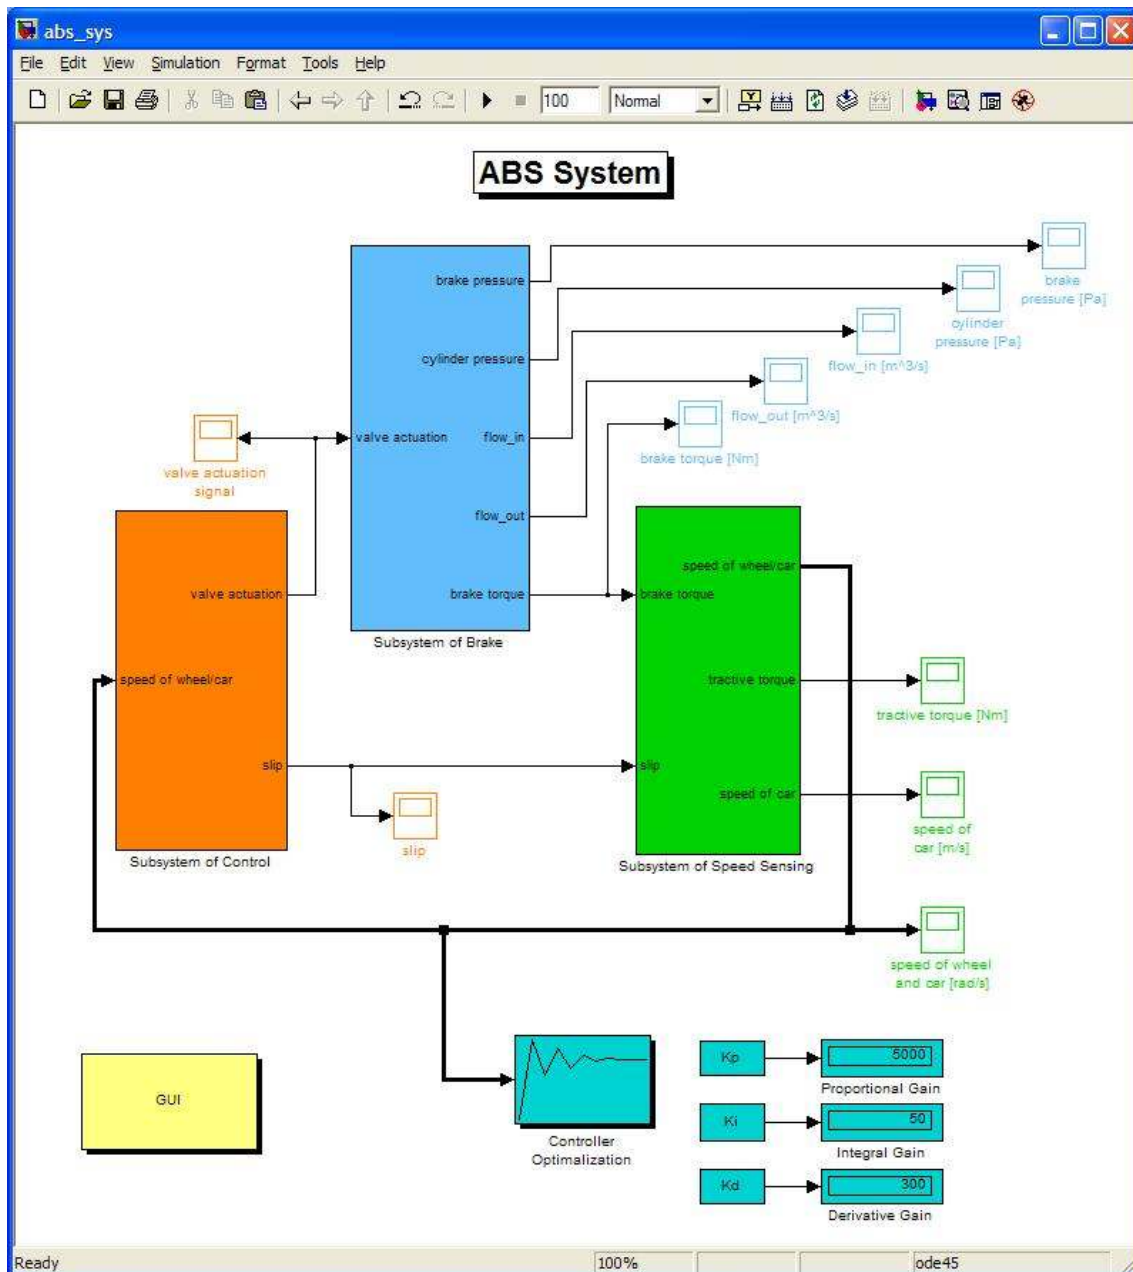 abs_sys
File Edit View Simulation Format Tools Help
100 Normal
ABS System
brake pressure
brake
pressure [Pa]
cylinder pressure
cylinder
pressure [Pa]
flow_in [m^3/s]
flow_out [m^3/s]
valve actuation
flow_in
brake torque [Nm]
valve actuation
signal
flow_out
speed of wheel/car
valve actuation
brake torque
brake torque
Subsystem of Brake
speed of wheel/car
tractive torque
tractive torque [Nm]
slip
slip
speed of car
speed of
car [m/s]
slip
Subsystem of Control
Subsystem of Speed Sensing
speed of wheel
and car [rad/s]
GUI
Controller
Optimalization
Kp
5000
Proportional Gain
Ki
50
Integral Gain
Kd
300
Derivative Gain
Ready 100% ode45